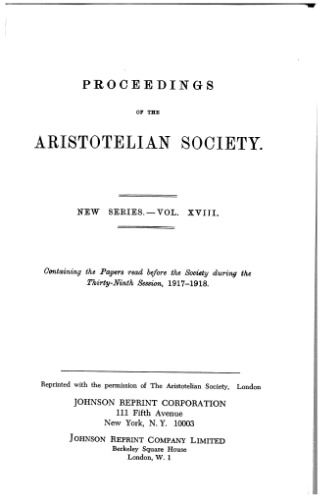 PROCEEDINGS
OF THE
ARISTOTELIAN SOCIETY.
NEW SERIES.—VOL. XVIII.
Containing the Papers read before the Society during the
Thirty-Ninth Session, 1917-1918.
Reprinted with the permission of The Aristotelian Society, London
JOHNSON REPRINT CORPORATION
111 Fifth Avenue
New York, N. Y. 10003
JOHNSON REPRINT COMPANY LIMITED
Berkeley Square House
London, W. 1